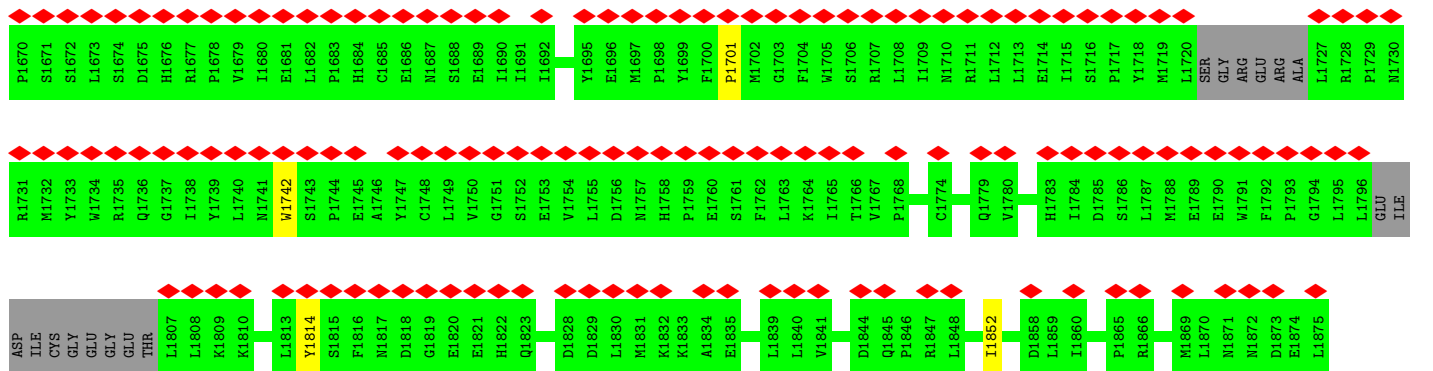 P1670 S1671 S1672 L1673 S1674 D1675 H1676 R1677 P1678 V1679 I1680 E1681 L1682 P1683 H1684 C1685 E1686 N1687 S1688 E1689 I1690 I1691 I1692 Y1695 E1696 M1697 P1698 Y1699 F1700 P1701 M1702 G1703 F1704 W1705 S1706 R1707 L1708 I1709 N1710 R1711 L1712 L1713 E1714 I1715 S1716 P1717 Y1718 M1719 L1720 SER GLY ARG GLU ARG ALA L1727 R1728 P1729 N1730
R1731 M1732 Y1733 W1734 R1735 Q1736 G1737 I1738 Y1739 L1740 N1741 W1742 S1743 P1744 E1745 A1746 Y1747 C1748 L1749 V1750 G1751 S1752 E1753 V1754 L1755 D1756 N1757 H1758 P1759 E1760 S1761 F1762 L1763 K1764 I1765 T1766 V1767 P1768 C1774 Q1779 V1780 H1783 I1784 D1785 S1786 L1787 M1788 E1789 E1790 W1791 F1792 P1793 G1794 L1795 L1796 GLU ILE
ASP ILE CYS GLY GLU GLY GLU THR L1807 L1808 K1809 K1810 L1813 Y1814 S1815 F1816 N1817 D1818 G1819 E1820 E1821 H1822 Q1823 D1828 D1829 L1830 M1831 K1832 K1833 A1834 E1835 L1839 L1840 V1841 D1844 Q1845 P1846 R1847 L1848 I1852 D1858 L1859 I1860 P1865 R1866 M1869 L1870 N1871 N1872 D1873 E1874 L1875